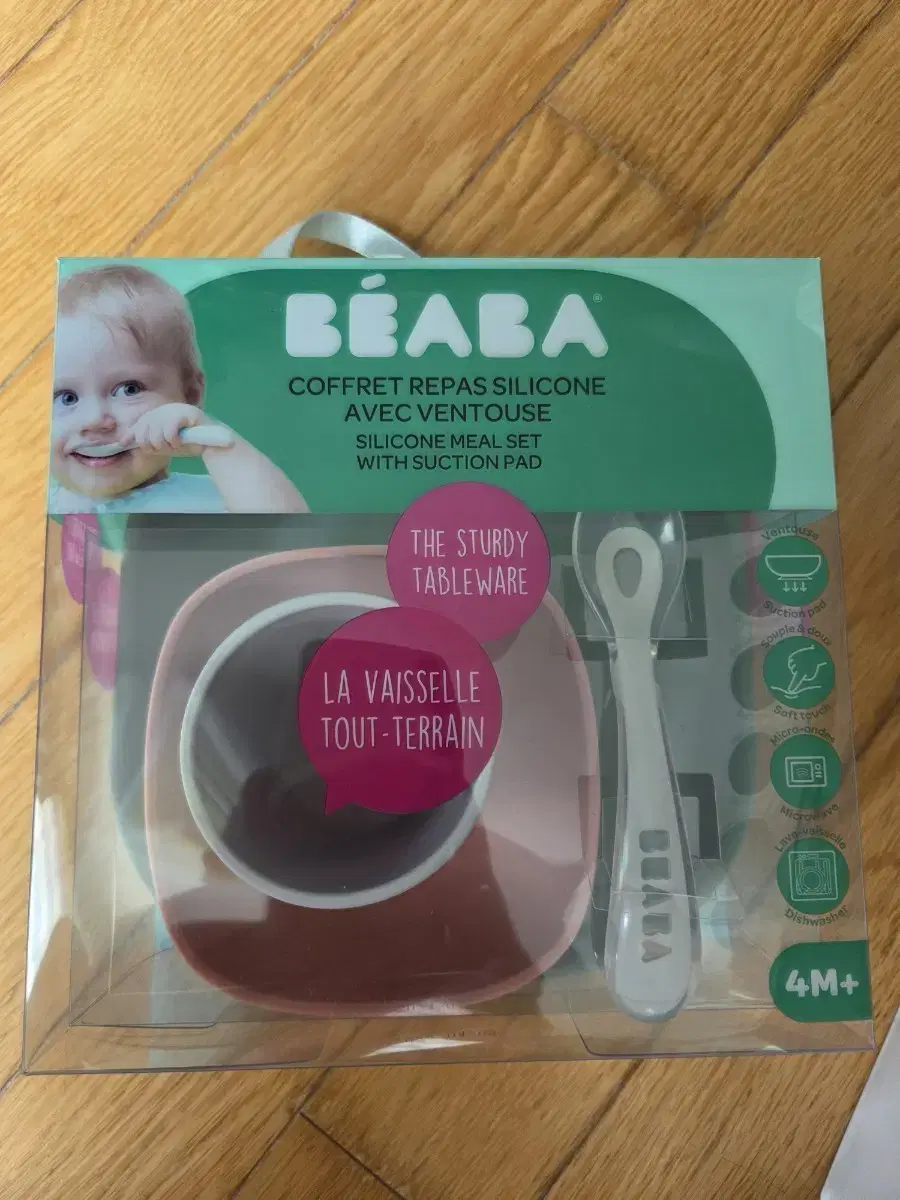 BÉABA®
COFFRET REPAS SILICONE
AVEC VENTOUSE
SILICONE MEAL SET
WITH SUCTION PAD
THE STURDY
TABLEWARE
LA VAISSELLE
TOUT-TERRAIN
Ventouse
Suction pad
Souple & doux
Soft touch
Micro-ondes
Microwave
Lave-vaisselle
Dishwasher
BÉABA
4M+